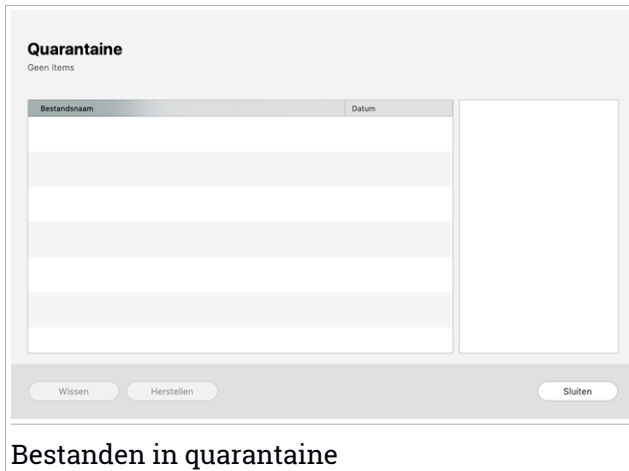 Quarantaine
Geen items
Bestandsnaam Datum
Wissen Herstellen Sluiten
Bestanden in quarantaine